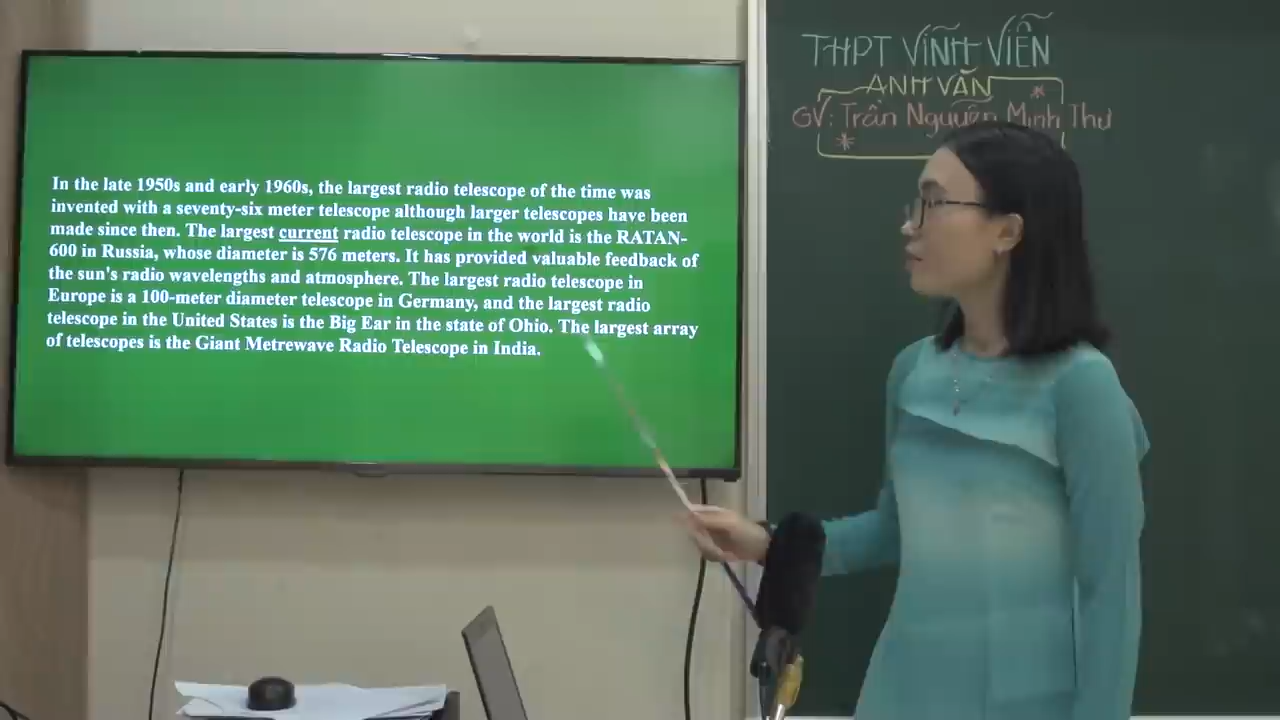 In the late 1950s and early 1960s, the largest radio telescope of the time was
invented with a seventy-six meter telescope although larger telescopes have been
made since then. The largest current radio telescope in the world is the RATAN-
600 in Russia, whose diameter is 576 meters. It has provided valuable feedback of
the sun's radio wavelengths and atmosphere. The largest radio telescope in
Europe is a 100-meter diameter telescope in Germany, and the largest radio
telescope in the United States is the Big Ear in the state of Ohio. The largest array
of telescopes is the Giant Metrewave Radio Telescope in India.
THPT VĨNH VIỄN
ANH VĂN
GV: Trần Nguyễn Minh Thư